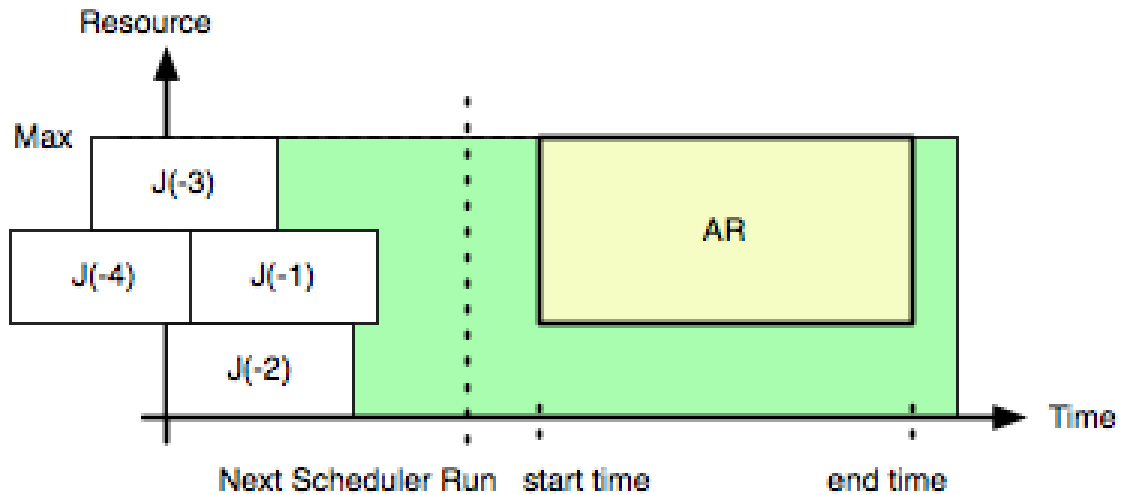 Resource
Max
J(-3)
AR
J(-4)
J(-1)
J(-2)
Time
Next Scheduler Run
start time
end time